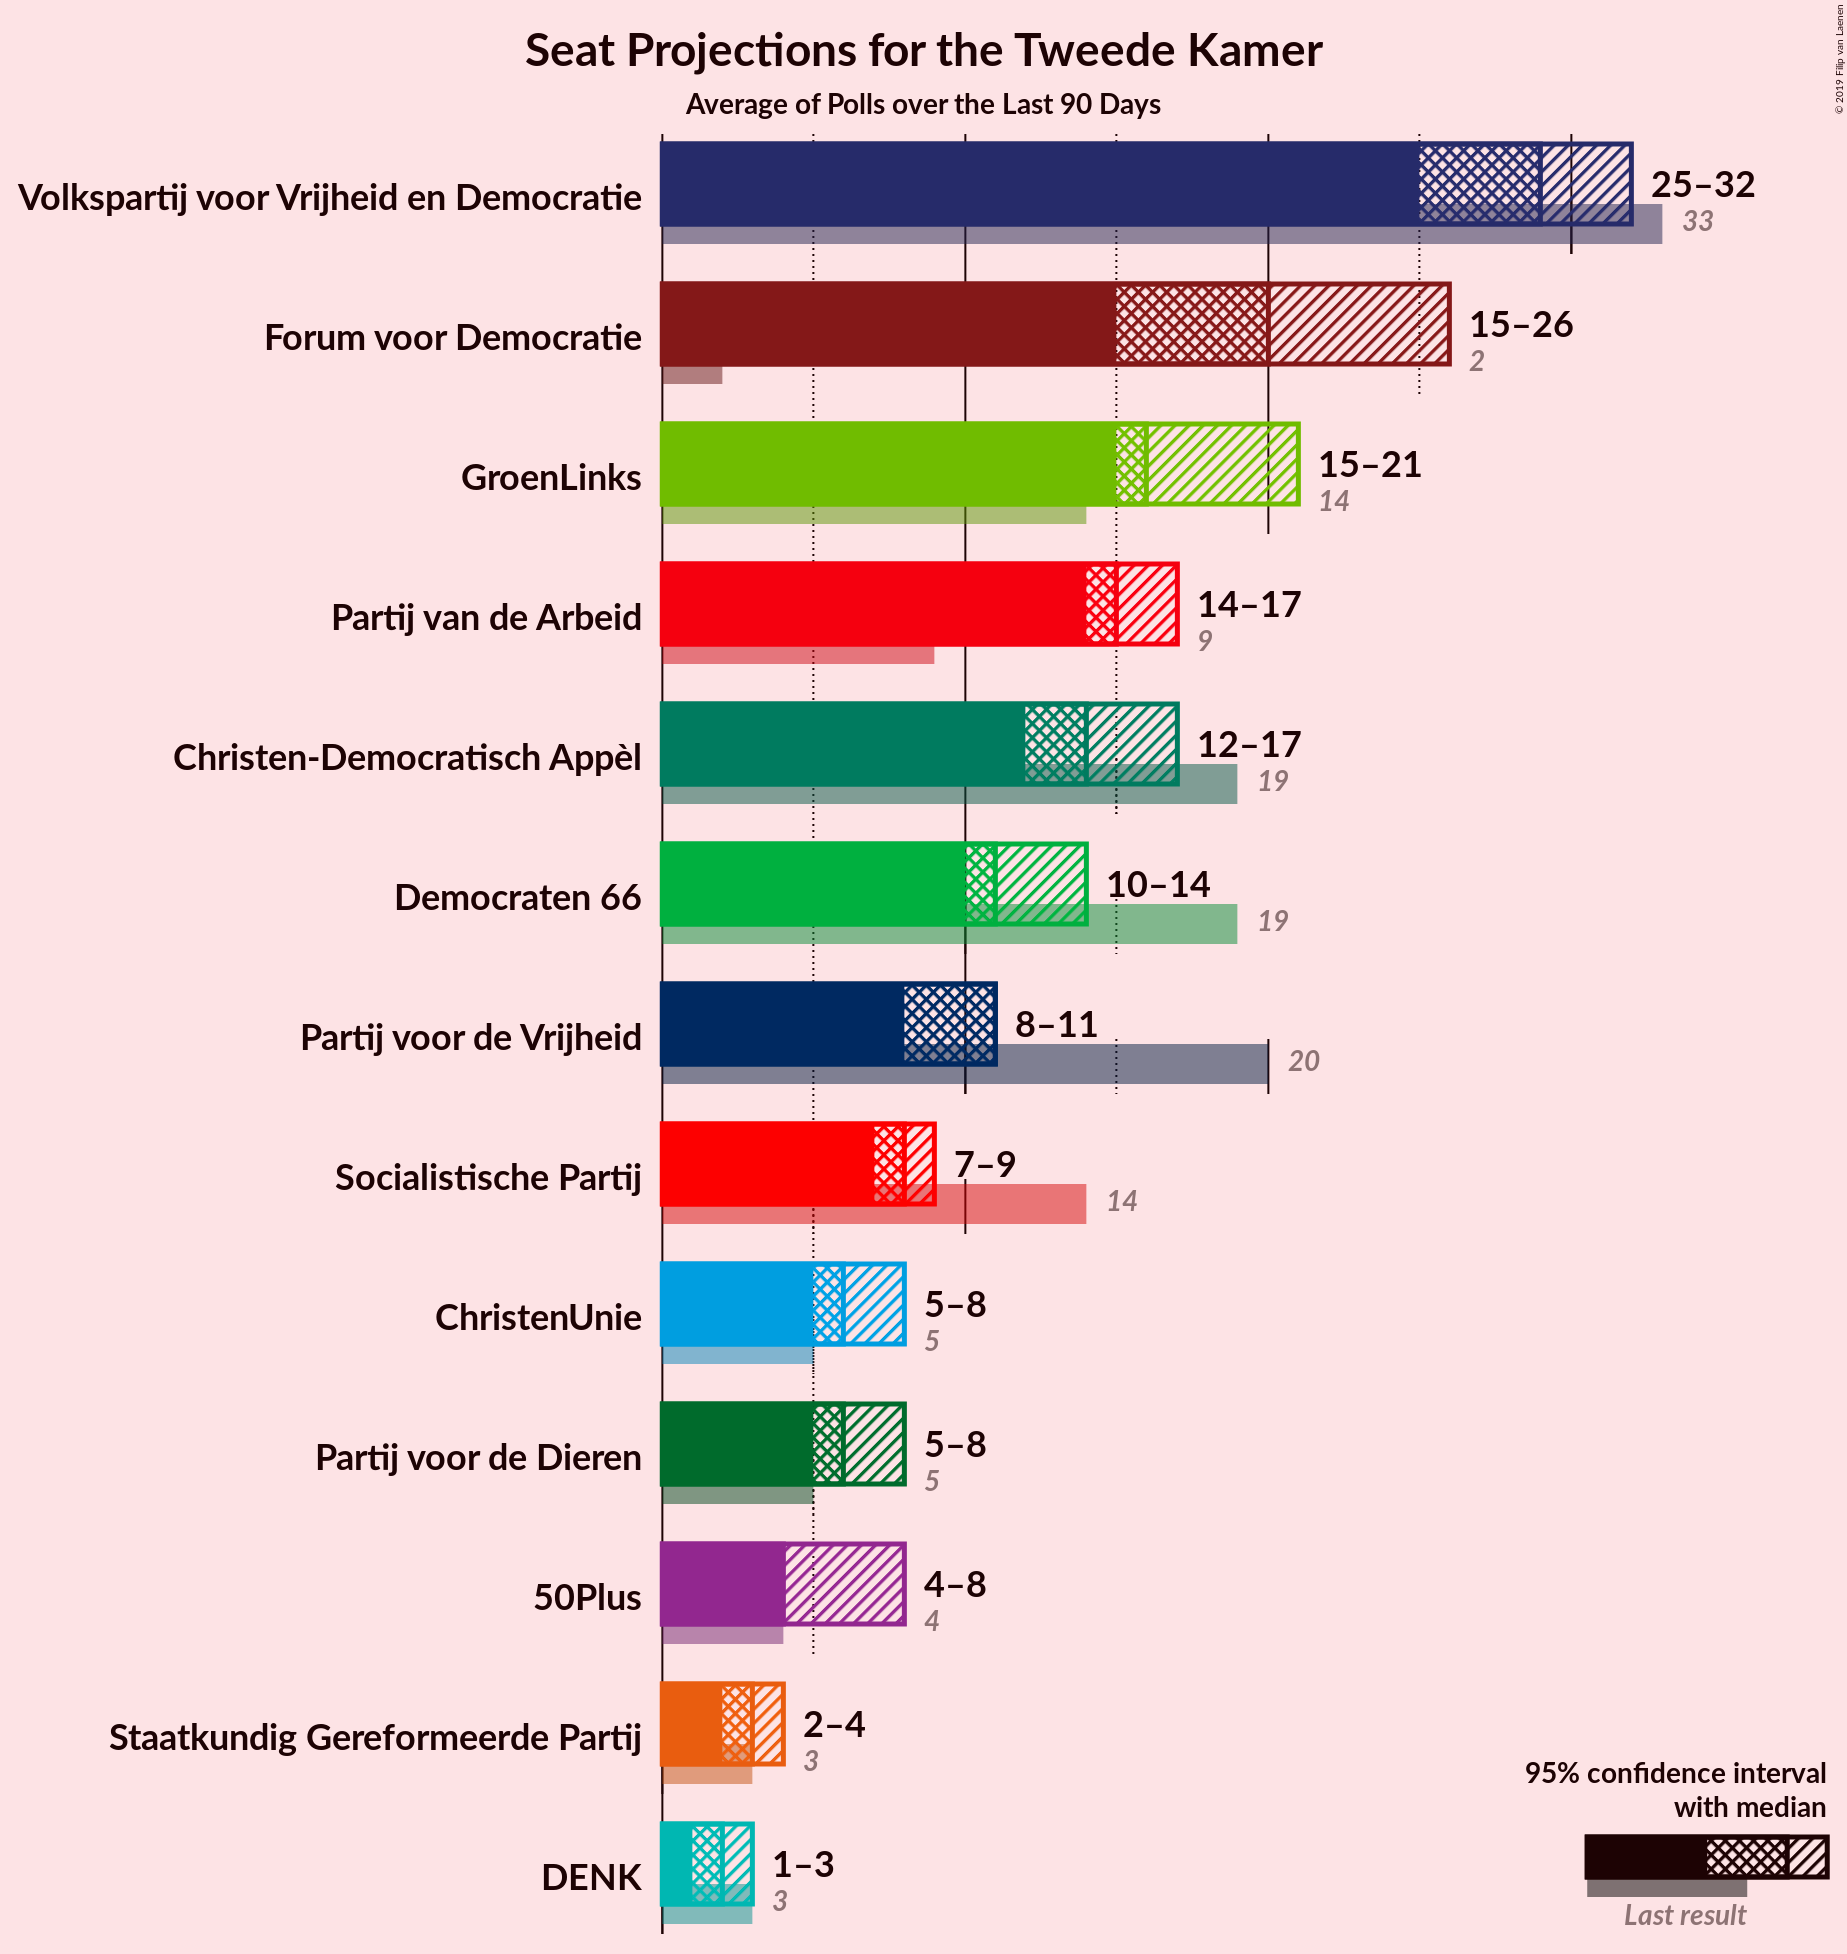 Seat Projections for the Tweede Kamer
Average of Polls over the Last 90 Days
© 2019 Filip van Laenen
Volkspartij voor Vrijheid en Democratie
25–32
33
Forum voor Democratie
15–26
2
GroenLinks
15–21
14
Partij van de Arbeid
14–17
9
Christen-Democratisch Appèl
12–17
19
Democraten 66
10–14
19
Partij voor de Vrijheid
8–11
20
Socialistische Partij
7–9
14
ChristenUnie
5–8
5
Partij voor de Dieren
5–8
5
50Plus
4–8
4
Staatkundig Gereformeerde Partij
2–4
3
DENK
1–3
3
95% confidence interval
with median
Last result